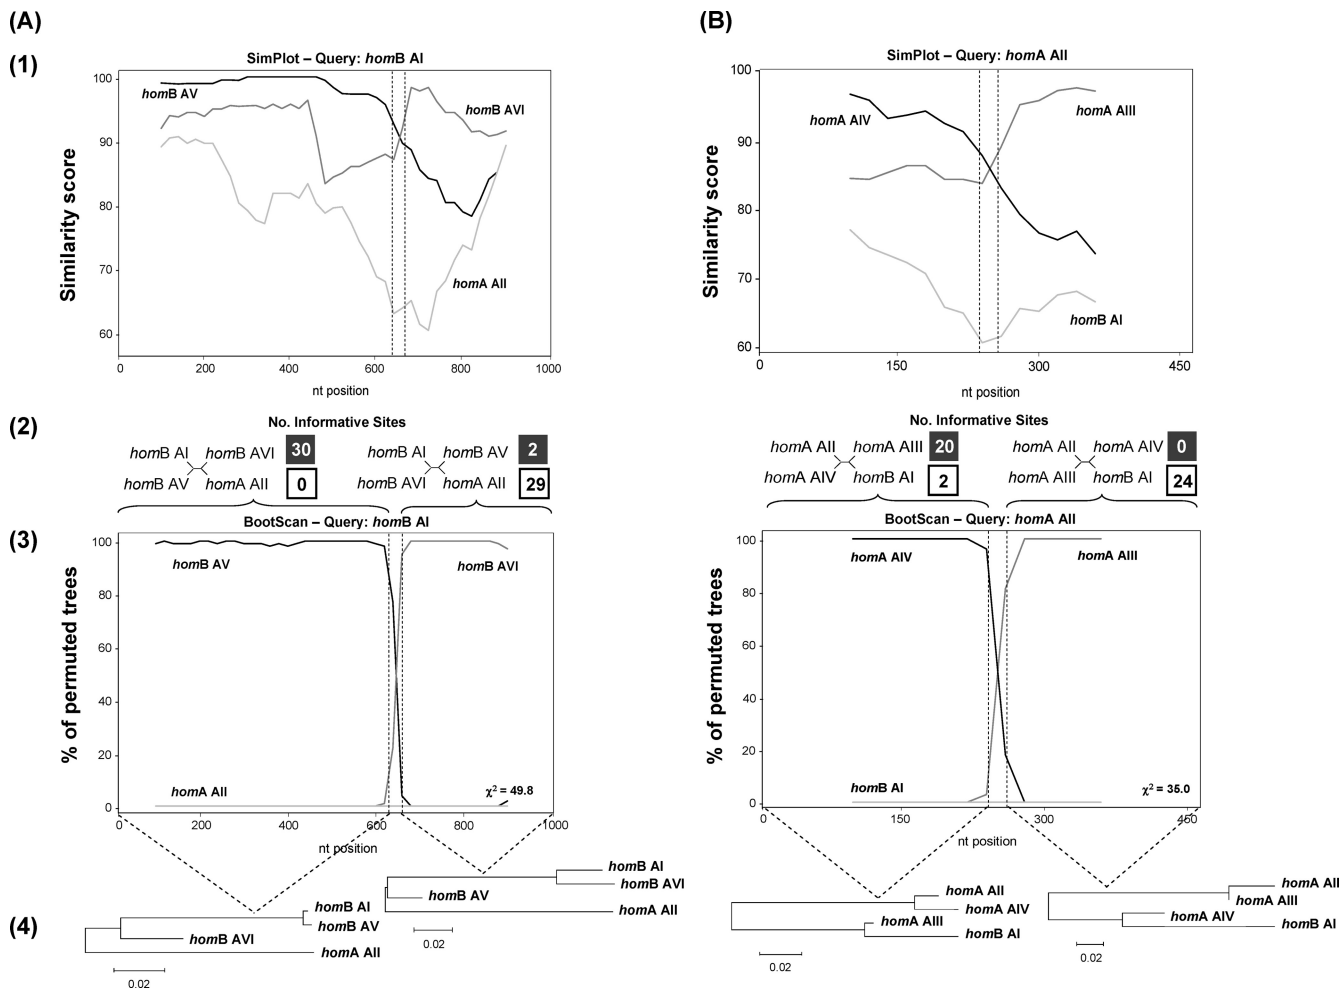 (A)
(1)
SimPlot – Query: homB AI
Similarity score
100
90
80
70
60
homB AV
homB AVI
homA AII
0 200 400 600 800 1000
nt position
(2)
No. Informative Sites
homB AI homB AVI 30
homB AV homA AII 0
homB AI homB AV 2
homB AVI homA AII 29
(3)
BootScan – Query: homB AI
% of permuted trees
100
80
60
40
20
0
homB AV
homB AVI
homA AII
χ² = 49.8
0 200 400 600 800 1000
nt position
(4)
homB AI
homB AV
homB AVI
homA AII
0.02
homB AI
homB AVI
homB AV
homA AII
0.02
(B)
SimPlot – Query: homA AII
Similarity score
100
90
80
70
60
homA AIV
homA AIII
homB AI
0 150 300 450
nt position
No. Informative Sites
homA AII homA AIII 20
homA AIV homB AI 2
homA AII homA AIV 0
homA AIII homB AI 24
BootScan – Query: homA AII
% of permuted trees
100
80
60
40
20
0
homA AIV
homA AIII
homB AI
χ² = 35.0
0 150 300 450
nt position
homA AII
homA AIV
homA AIII
homB AI
0.02
homA AII
homA AIII
homA AIV
homB AI
0.02